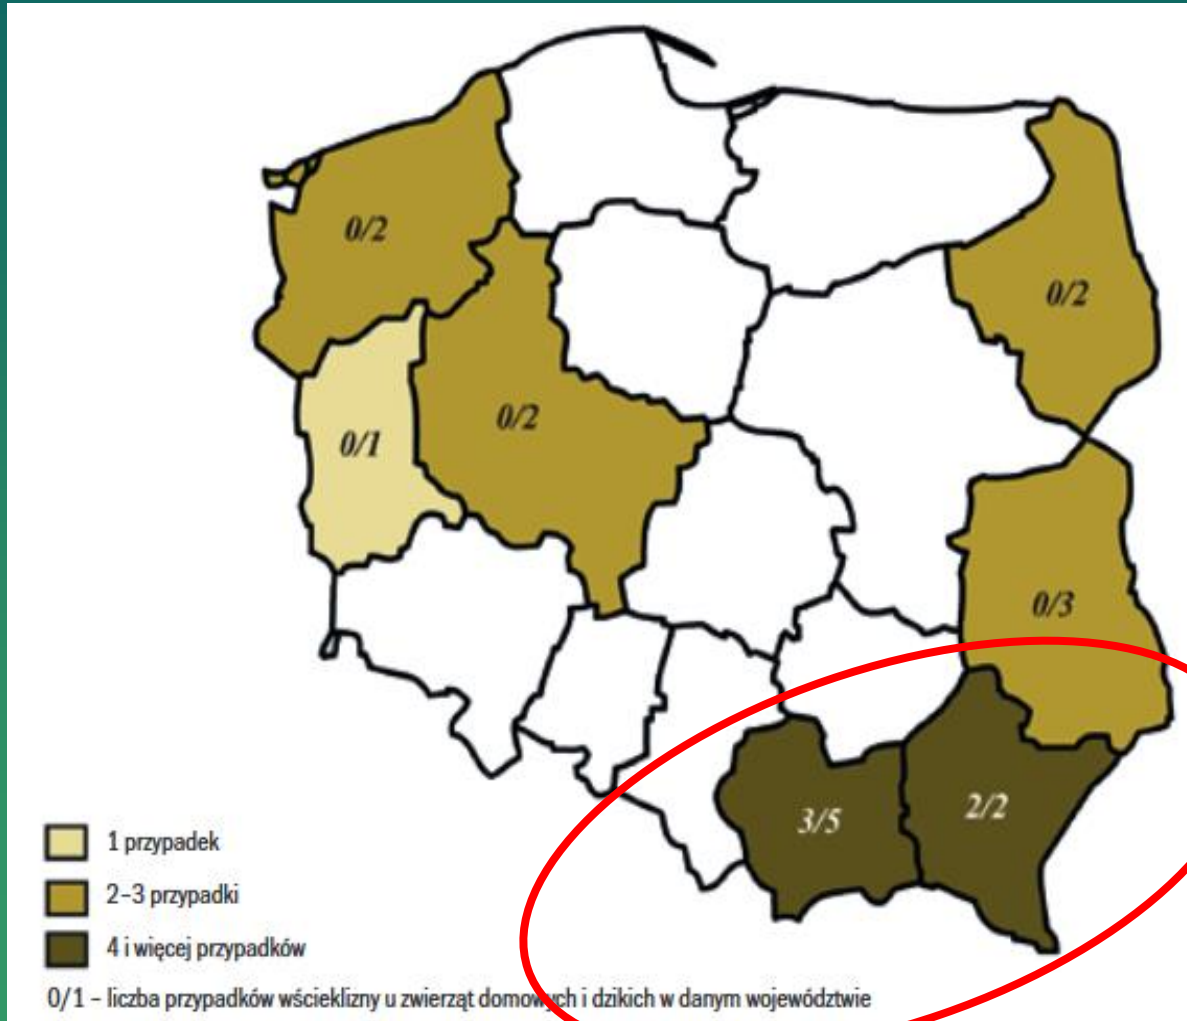 0/2
0/2
0/2
0/1
0/3
2/2
3/5
1 przypadek
2–3 przypadki
4 i więcej przypadków
0/1 – liczba przypadków wścieklizny u zwierząt domowych i dzikich w danym województwie